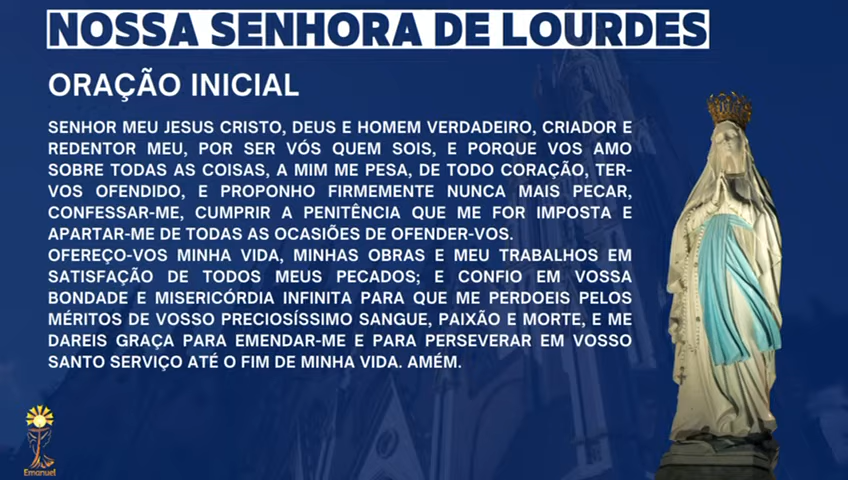 NOSSA SENHORA DE LOURDES
ORAÇÃO INICIAL
SENHOR MEU JESUS CRISTO, DEUS E HOMEM VERDADEIRO, CRIADOR E
REDENTOR MEU, POR SER VÓS QUEM SOIS, E PORQUE VOS AMO
SOBRE TODAS AS COISAS, A MIM ME PESA, DE TODO CORAÇÃO, TER-
VOS OFENDIDO, E PROPONHO FIRMEMENTE NUNCA MAIS PECAR,
CONFESSAR-ME, CUMPRIR A PENITÊNCIA QUE ME FOR IMPOSTA E
APARTAR-ME DE TODAS AS OCASIÕES DE OFENDER-VOS.
OFEREÇO-VOS MINHA VIDA, MINHAS OBRAS E MEU TRABALHOS EM
SATISFAÇÃO DE TODOS MEUS PECADOS; E CONFIO EM VOSSA
BONDADE E MISERICÓRDIA INFINITA PARA QUE ME PERDOEIS PELOS
MÉRITOS DE VOSSO PRECIOSÍSSIMO SANGUE, PAIXÃO E MORTE, E ME
DAREIS GRAÇA PARA EMENDAR-ME E PARA PERSEVERAR EM VOSSO
SANTO SERVIÇO ATÉ O FIM DE MINHA VIDA. AMÉM.
Emanuel